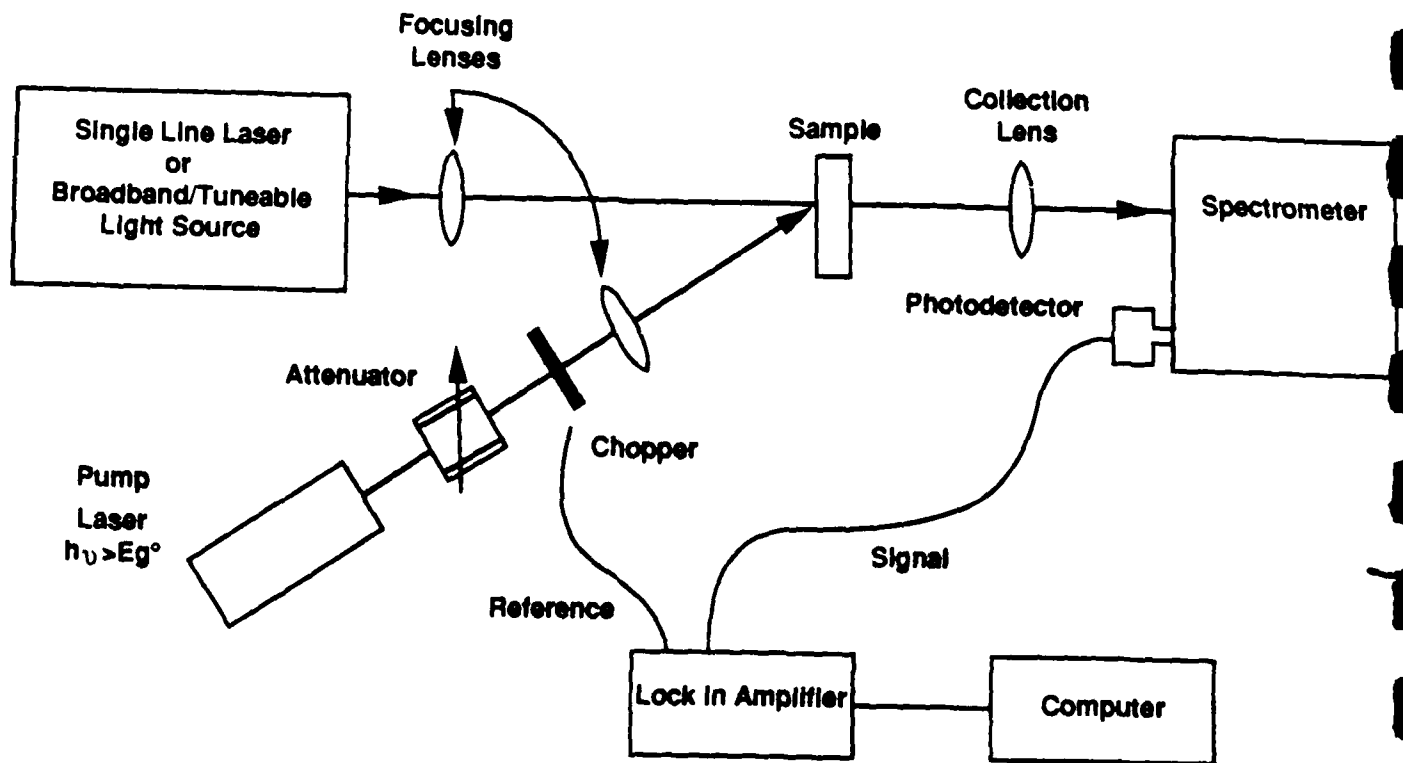 Focusing
Lenses
Single Line Laser
or
Broadband/Tuneable
Light Source
Sample
Collection
Lens
Spectrometer
Photodetector
Attenuator
Chopper
Pump
Laser
hυ>Eg°
Signal
Reference
Lock in Amplifier
Computer